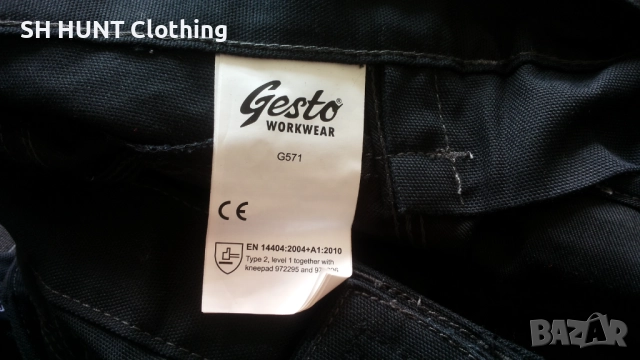 SH HUNT Clothing
Gesto®
WORKWEAR
G571
CE
EN 14404:2004+A1:2010
Type 2, level 1 together with
kneepad 972295 and
BAZAR